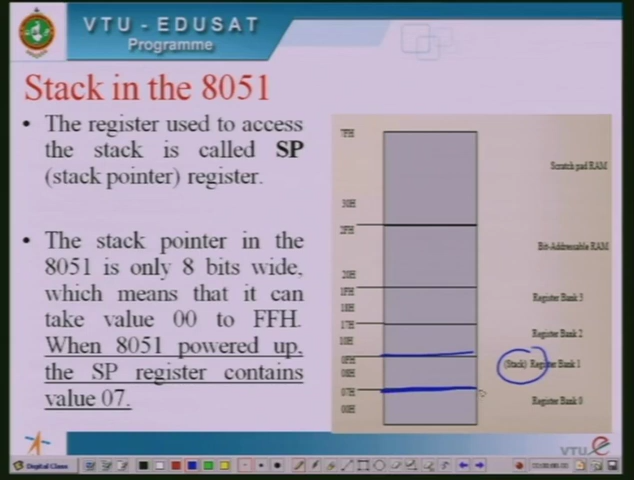 VTU - EDUSAT
Programme
Stack in the 8051
• The register used to access
the stack is called SP
(stack pointer) register.
• The stack pointer in the
8051 is only 8 bits wide,
which means that it can
take value 00 to FFH.
When 8051 powered up,
the SP register contains
value 07.
7FH
Scratch pad RAM
30H
2FH
Bit-Addressable RAM
20H
1FH
Register Bank 3
18H
17H
Register Bank 2
10H
0FH
(Stack) Register Bank 1
08H
07H
Register Bank 0
00H
VTU e
Digital Class